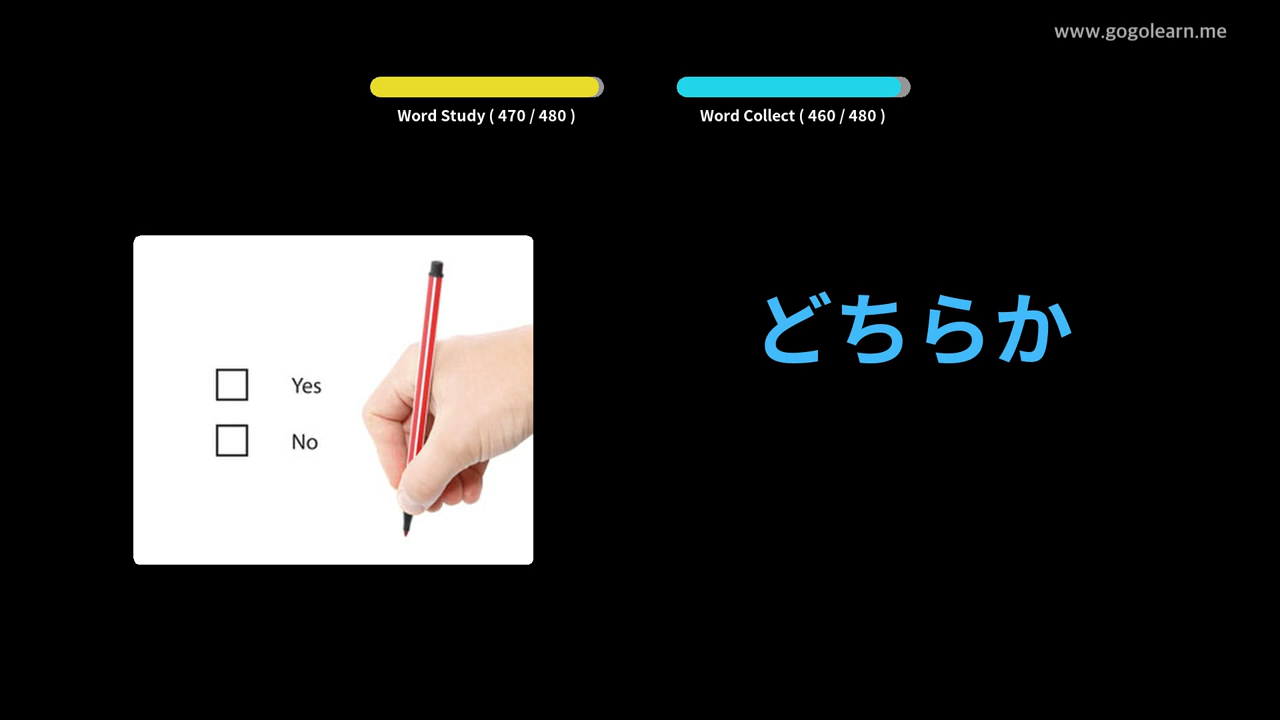 www.gogolearn.me
Word Study ( 470 / 480 )
Word Collect ( 460 / 480 )
どちらか
Yes
No